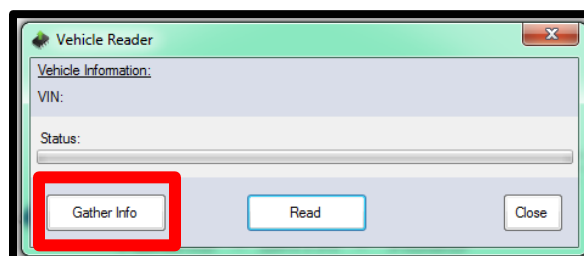 Vehicle Reader
Vehicle Information:
VIN:
Status:
Gather Info Read Close